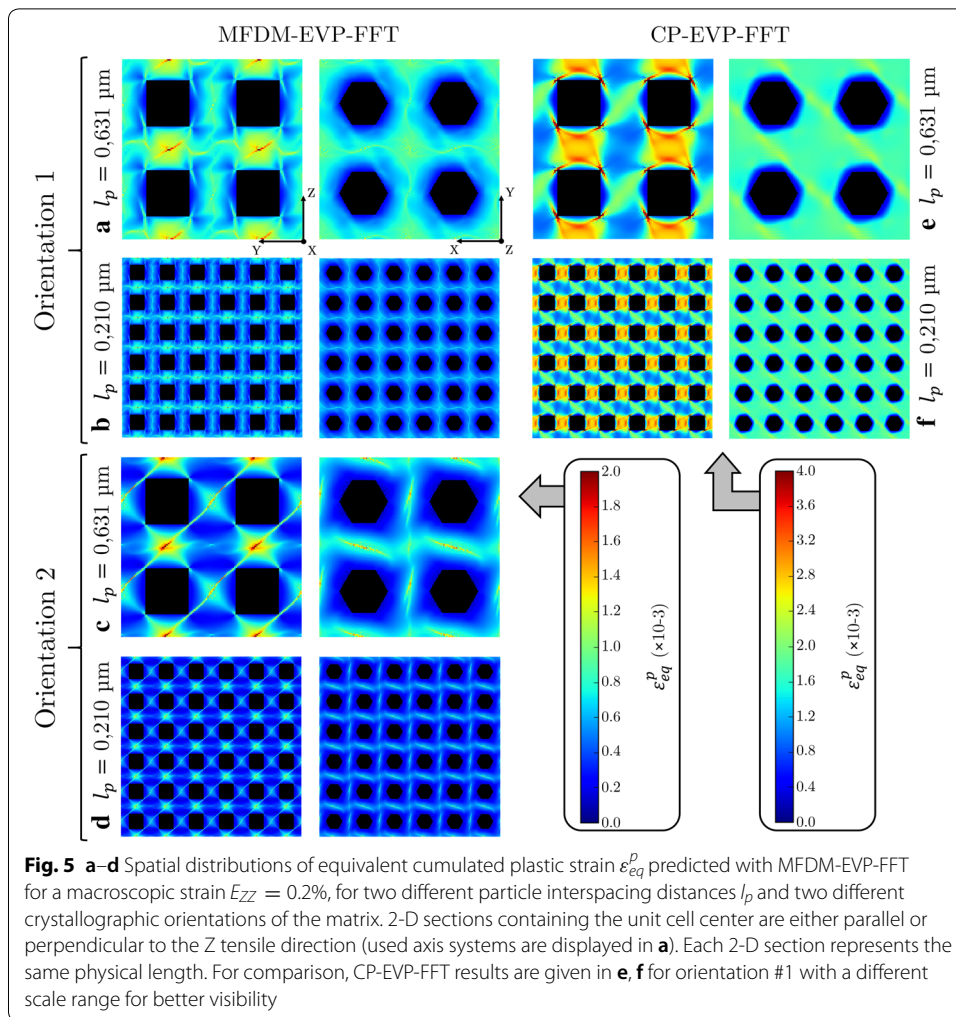 MFDM-EVP-FFT
CP-EVP-FFT
Orientation 1
a l_p = 0,631 µm
Z
Y
X
Y
X
Z
e l_p = 0,631 µm
b l_p = 0,210 µm
f l_p = 0,210 µm
Orientation 2
c l_p = 0,631 µm
d l_p = 0,210 µm
2.0
1.8
1.6
1.4
1.2
1.0
0.8
0.6
0.4
0.2
0.0
ε^p_eq (×10-3)
4.0
3.6
3.2
2.8
2.4
2.0
1.6
1.2
0.8
0.4
0.0
ε^p_eq (×10-3)
Fig. 5 a–d Spatial distributions of equivalent cumulated plastic strain ε^p_eq predicted with MFDM-EVP-FFT
for a macroscopic strain E_ZZ = 0.2%, for two different particle interspacing distances l_p and two different
crystallographic orientations of the matrix. 2-D sections containing the unit cell center are either parallel or
perpendicular to the Z tensile direction (used axis systems are displayed in a). Each 2-D section represents the
same physical length. For comparison, CP-EVP-FFT results are given in e, f for orientation #1 with a different
scale range for better visibility